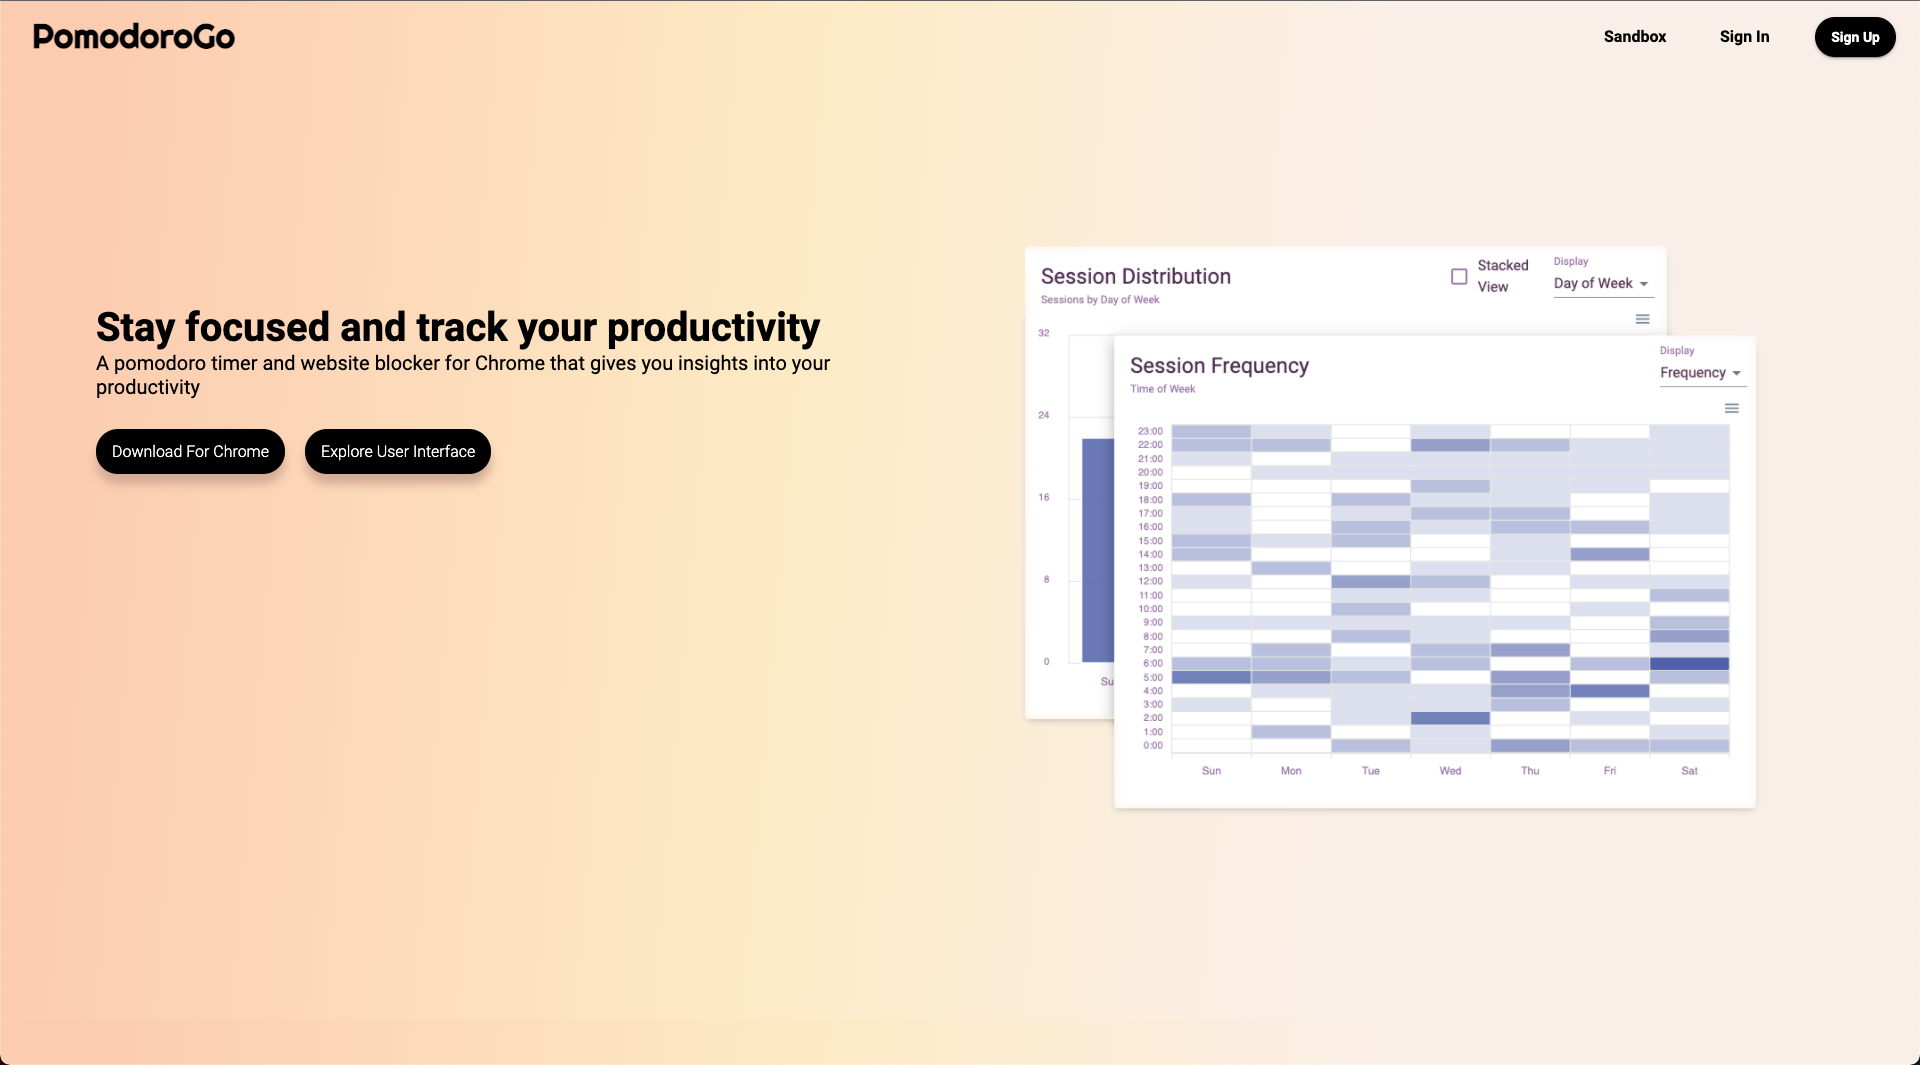 PomodoroGo
Sandbox
Sign In
Sign Up
Stay focused and track your productivity
A pomodoro timer and website blocker for Chrome that gives you insights into your
productivity
Download For Chrome
Explore User Interface
Session Distribution
Sessions by Day of Week
Stacked
View
Display
Day of Week
32
24
16
8
0
Su
Session Frequency
Time of Week
Display
Frequency
23:00
22:00
21:00
20:00
19:00
18:00
17:00
16:00
15:00
14:00
13:00
12:00
11:00
10:00
9:00
8:00
7:00
6:00
5:00
4:00
3:00
2:00
1:00
0:00
Sun Mon Tue Wed Thu Fri Sat